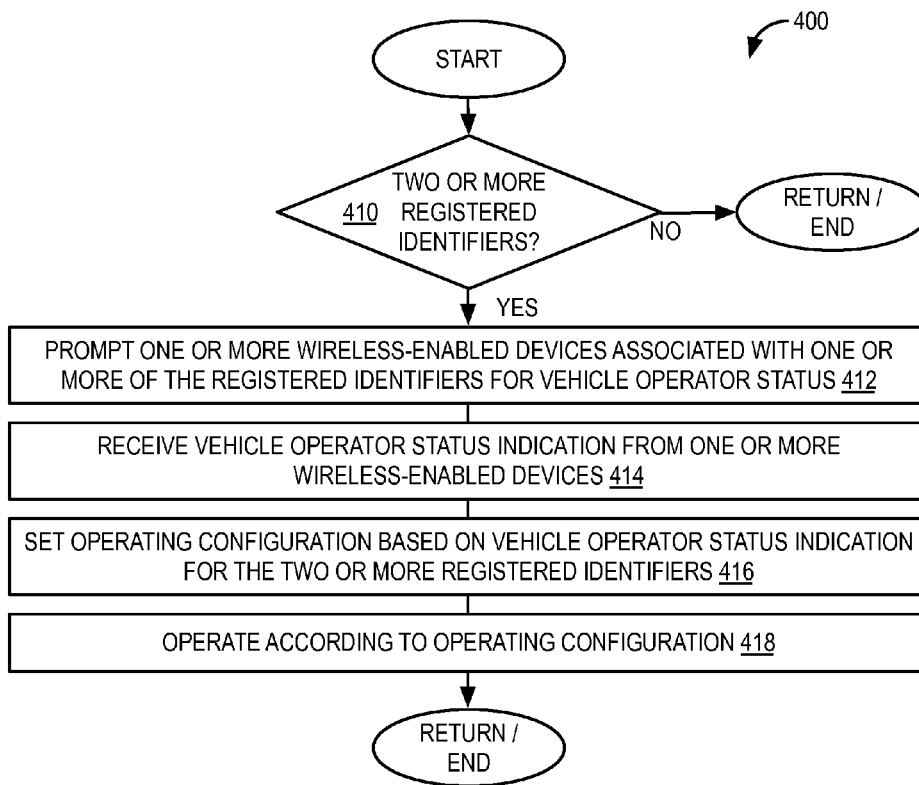 400
START
TWO OR MORE
410 REGISTERED
IDENTIFIERS?
NO
RETURN /
END
YES
PROMPT ONE OR MORE WIRELESS-ENABLED DEVICES ASSOCIATED WITH ONE OR
MORE OF THE REGISTERED IDENTIFIERS FOR VEHICLE OPERATOR STATUS 412
RECEIVE VEHICLE OPERATOR STATUS INDICATION FROM ONE OR MORE
WIRELESS-ENABLED DEVICES 414
SET OPERATING CONFIGURATION BASED ON VEHICLE OPERATOR STATUS INDICATION
FOR THE TWO OR MORE REGISTERED IDENTIFIERS 416
OPERATE ACCORDING TO OPERATING CONFIGURATION 418
RETURN /
END